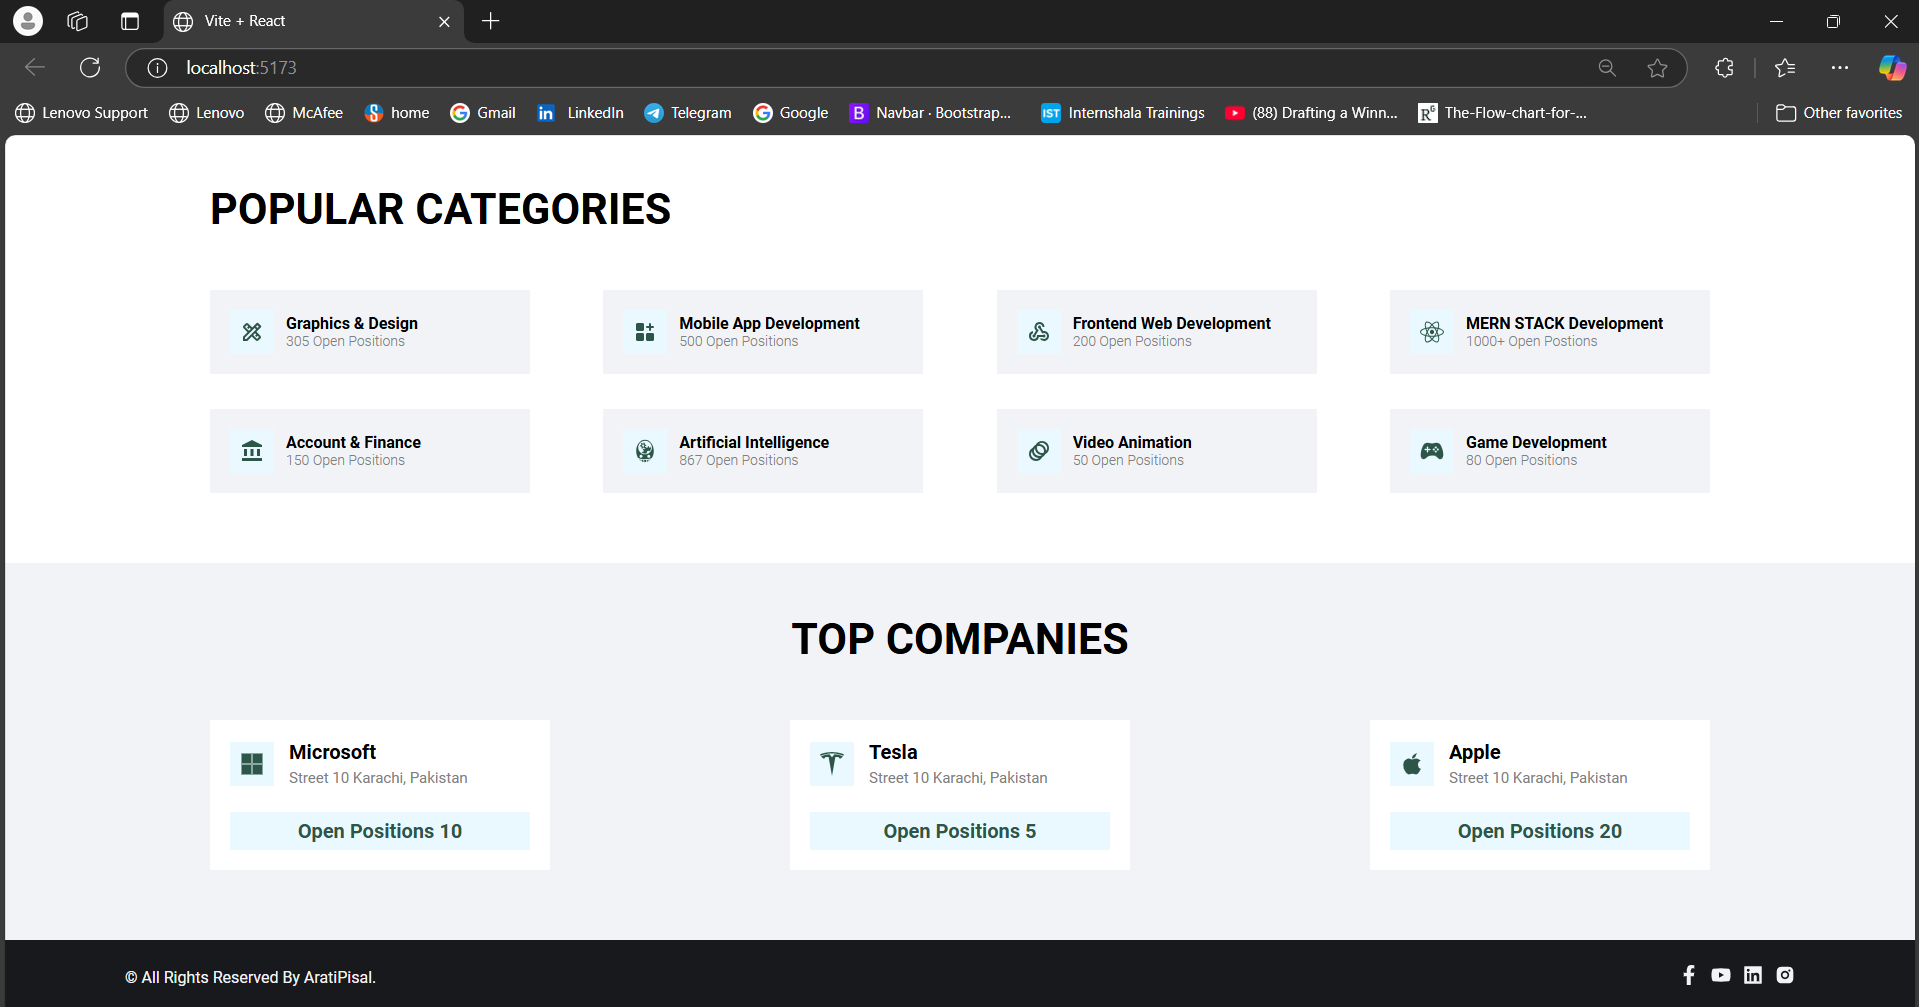 Vite + React
localhost:5173
Lenovo Support Lenovo McAfee home Gmail in LinkedIn Telegram Google B Navbar · Bootstrap... IST Internshala Trainings (88) Drafting a Winn... R G The-Flow-chart-for-... Other favorites
POPULAR CATEGORIES
Graphics & Design
305 Open Positions
Mobile App Development
500 Open Positions
Frontend Web Development
200 Open Positions
MERN STACK Development
1000+ Open Postions
Account & Finance
150 Open Positions
Artificial Intelligence
867 Open Positions
Video Animation
50 Open Positions
Game Development
80 Open Positions
TOP COMPANIES
Microsoft
Street 10 Karachi, Pakistan
Open Positions 10
Tesla
Street 10 Karachi, Pakistan
Open Positions 5
Apple
Street 10 Karachi, Pakistan
Open Positions 20
© All Rights Reserved By AratiPisal.